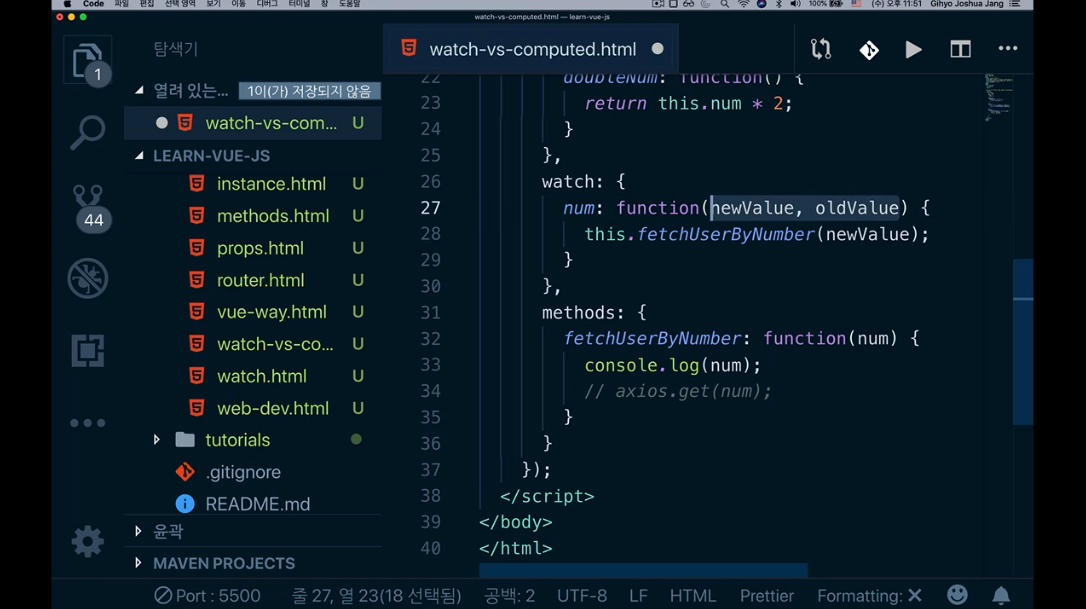 Code 파일 편집 선택 영역 보기 이동 디버그 터미널 창 도움말 100% (수) 오후 11:51 Gihyo Joshua Jang
watch-vs-computed.html — learn-vue-js
탐색기
watch-vs-computed.html
1
열려 있는... 1이(가) 저장되지 않음
watch-vs-com... U
LEARN-VUE-JS
instance.html U
methods.html U
props.html U
router.html U
vue-way.html U
watch-vs-co... U
watch.html U
web-dev.html U
tutorials
.gitignore
README.md
윤곽
MAVEN PROJECTS
44
22 doubleNum: function() {
23 return this.num * 2;
24 }
25 },
26 watch: {
27 num: function(newValue, oldValue) {
28 this.fetchUserByNumber(newValue);
29 }
30 },
31 methods: {
32 fetchUserByNumber: function(num) {
33 console.log(num);
34 // axios.get(num);
35 }
36 }
37 });
38 </script>
39 </body>
40 </html>
Port : 5500 줄 27, 열 23(18 선택됨) 공백: 2 UTF-8 LF HTML Prettier Formatting: ✕